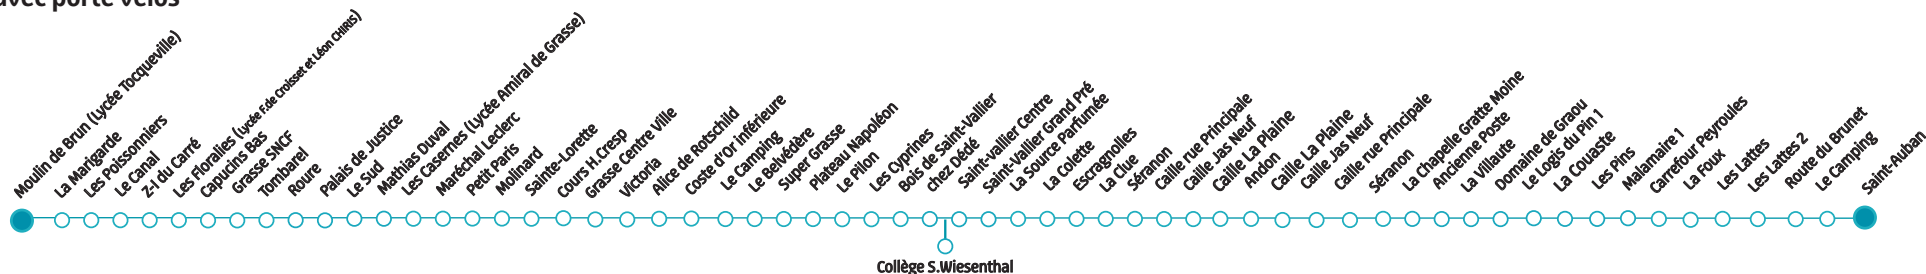 avec porte vélos
Moulin de Brun (Lycée Tocqueville)
La Marigarde
Les Poissonniers
Le Canal
Z-I du Carré
Les Floralies (Lycée F.de Croisset et Léon CHIRIS)
Capucins Bas
Grasse SNCF
Tombarel
Roure
Palais de Justice
Le Sud
Mathias Duval
Les Casernes (Lycée Amiral de Grasse)
Maréchal Leclerc
Petit Paris
Molinard
Sainte-Lorette
Cours H.Cresp
Grasse Centre Ville
Victoria
Alice de Rotschild
Coste d'Or Inférieure
Le Camping
Le Belvédère
Super Grasse
Plateau Napoléon
Le Pilon
Les Cyprines
Bois de Saint-Vallier
chez Dédé
Saint-Vallier Centre
Saint-Vallier Grand Pré
La Source Parfumée
La Colette
Escragnolles
La Clue
Séranon
Caille rue Principale
Caille Jas Neuf
Caille La Plaine
Andon
Caille La Plaine
Caille Jas Neuf
Caille rue Principale
Séranon
La Chapelle Gratte Moine
Ancienne Poste
La Villaute
Domaine de Graou
Le Logis du Pin 1
La Couaste
Les Pins
Malamaire 1
Carrefour Peyroules
La Foux
Les Lattes
Les Lattes 2
Route du Brunet
Le Camping
Saint-Auban
Collège S.Wiesenthal